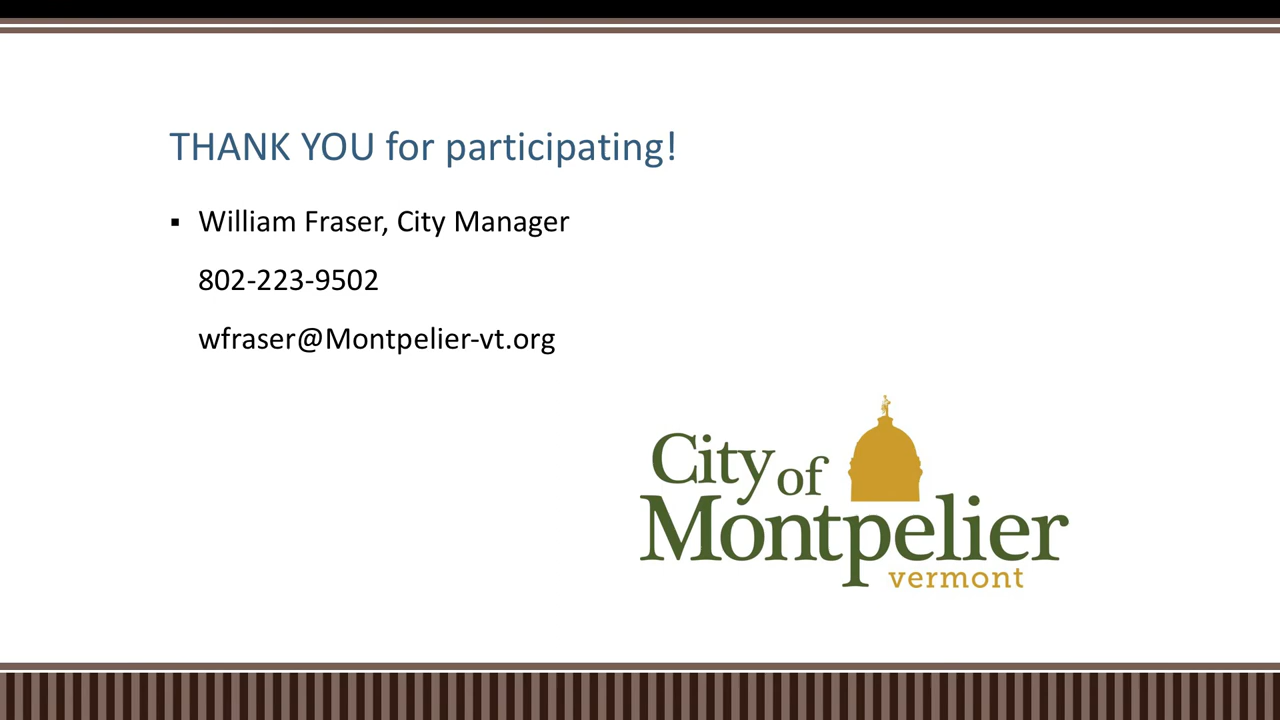 THANK YOU for participating!
▪ William Fraser, City Manager
802-223-9502
wfraser@Montpelier-vt.org
City of
Montpelier
vermont